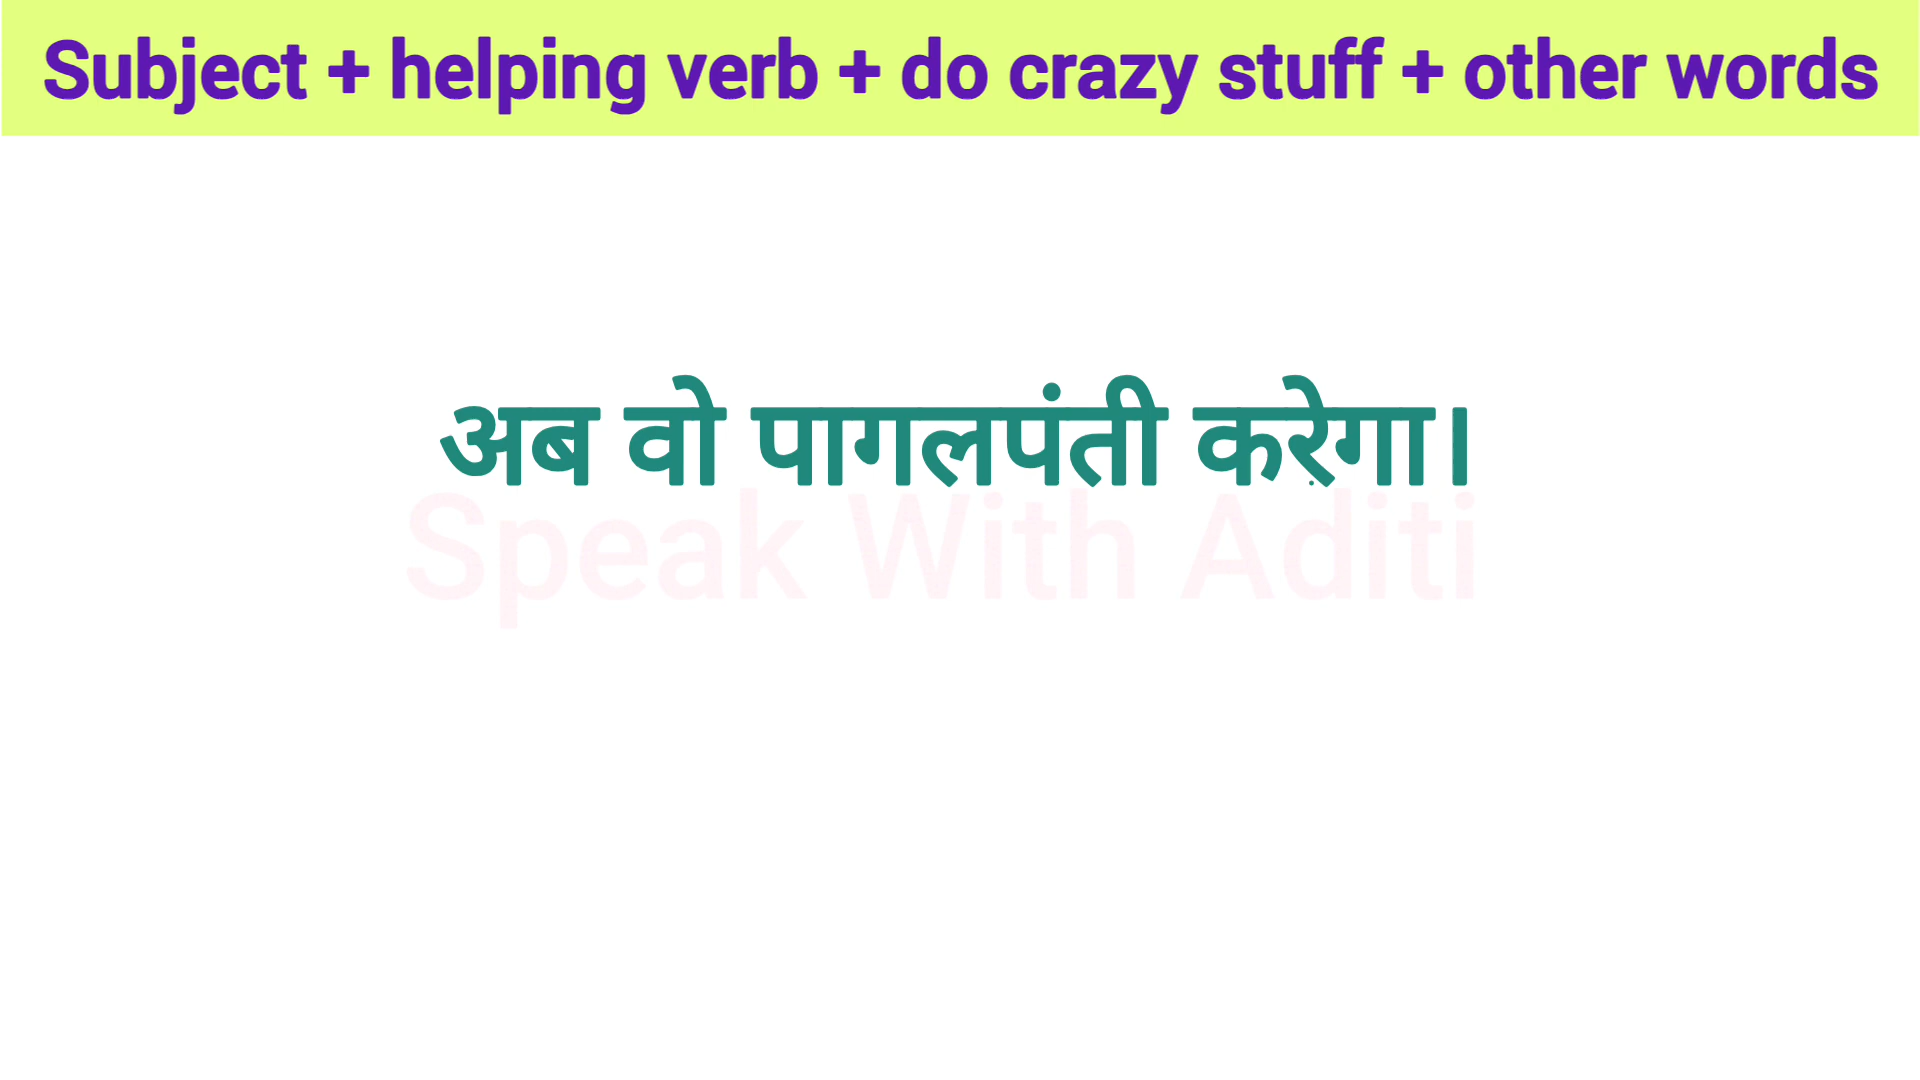 Subject + helping verb + do crazy stuff + other words
अब वो पागलपंती करेगा।
Speak With Aditi